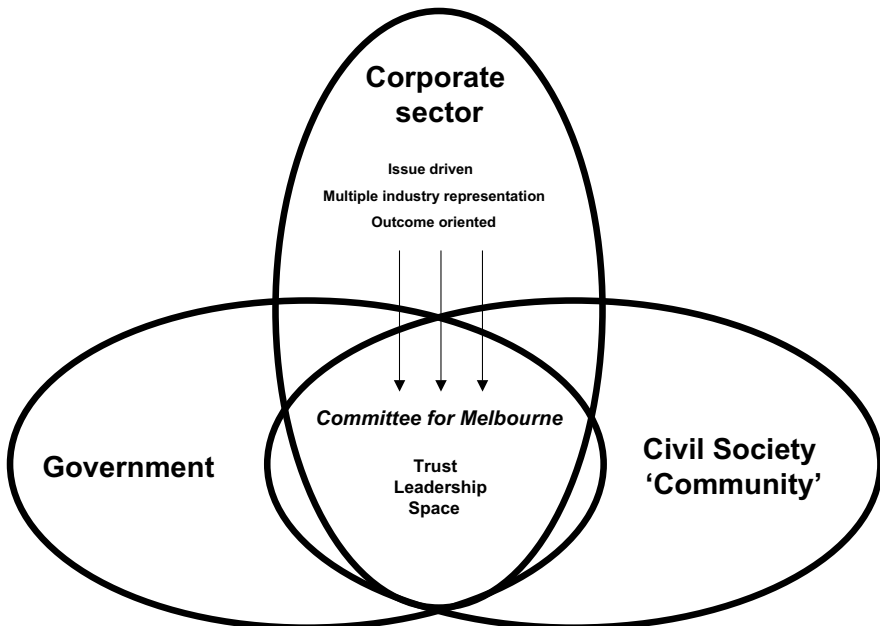 Corporate
sector
Issue driven
Multiple industry representation
Outcome oriented
Committee for Melbourne
Trust
Leadership
Space
Government
Civil Society
‘Community’